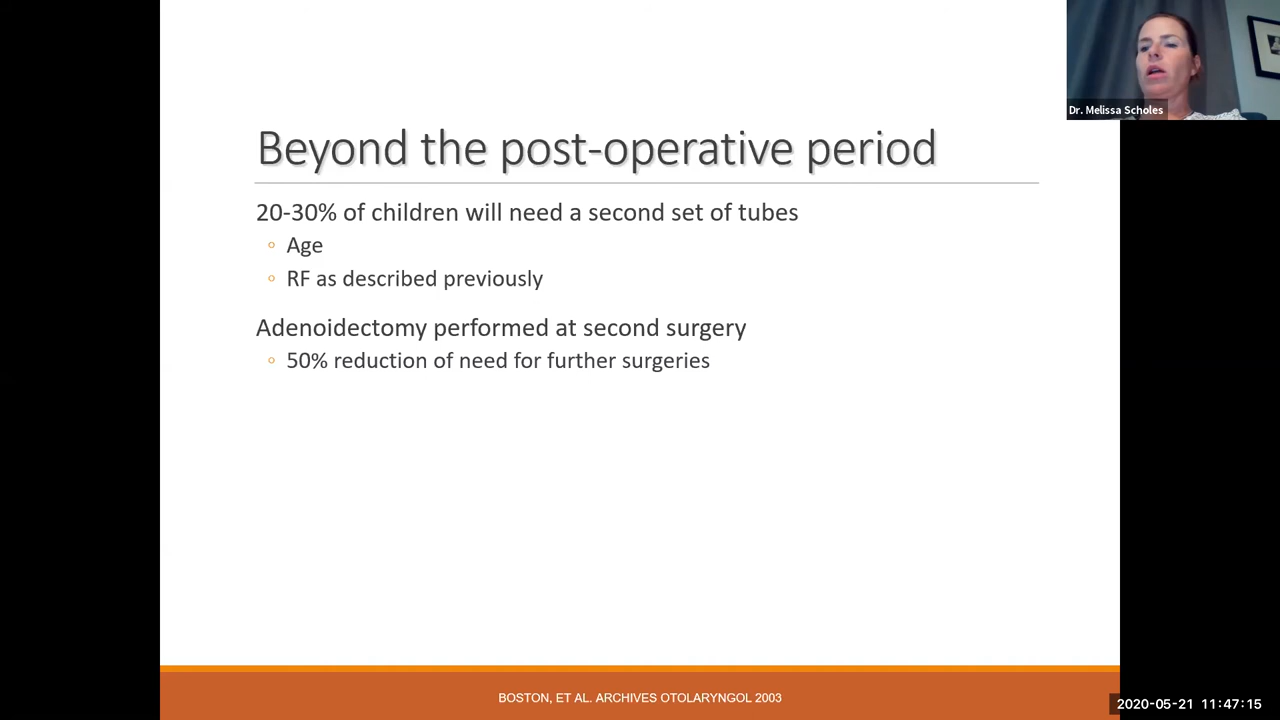 Dr. Melissa Scholes
Beyond the post-operative period
20-30% of children will need a second set of tubes
◦ Age
◦ RF as described previously
Adenoidectomy performed at second surgery
◦ 50% reduction of need for further surgeries
BOSTON, ET AL. ARCHIVES OTOLARYNGOL 2003
2020-05-21 11:47:15